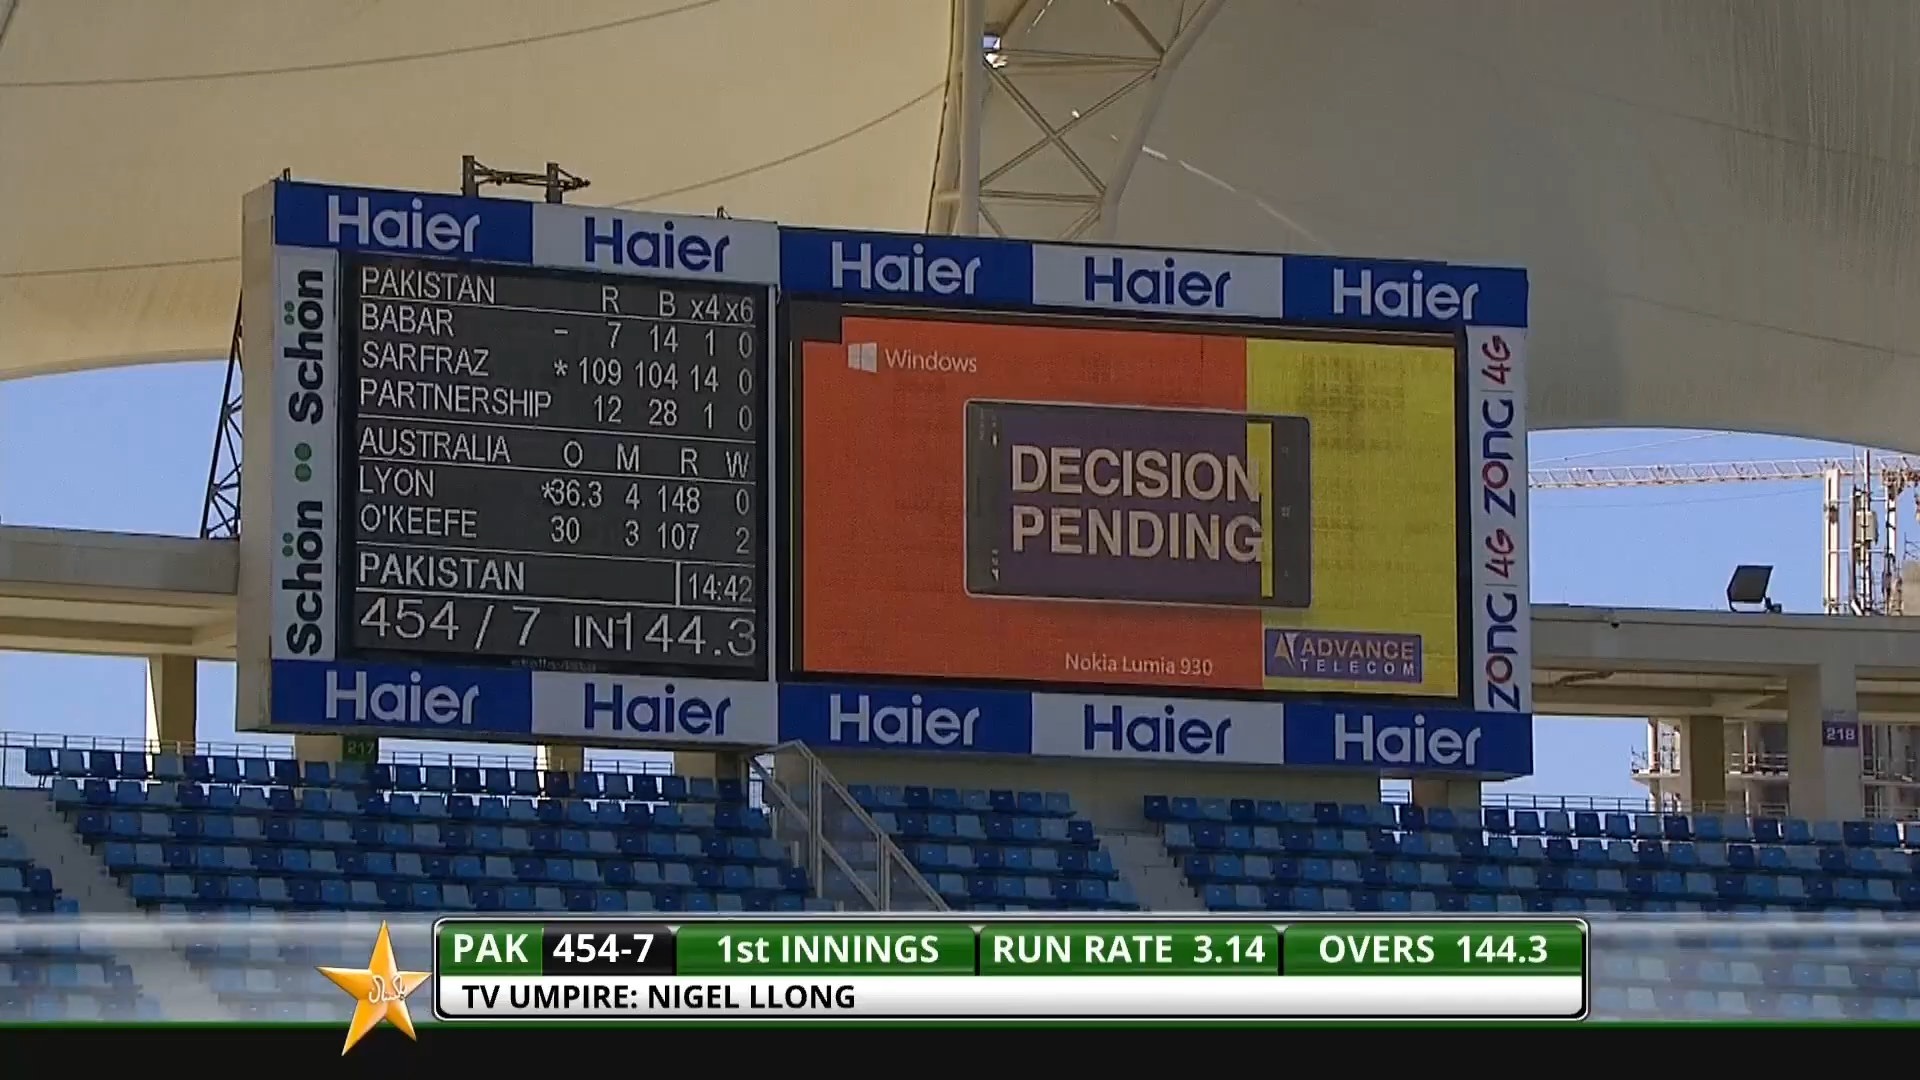 Haier Haier Haier Haier Haier
Schön Schön
PAKISTAN R B x4 x6
BABAR - 7 14 1 0
SARFRAZ * 109 104 14 0
PARTNERSHIP 12 28 1 0
AUSTRALIA O M R W
LYON *36.3 4 148 0
O'KEEFE 30 3 107 2
PAKISTAN 14:42
454 / 7 IN144.3
Windows
DECISION
PENDING
Nokia Lumia 930
ADVANCE
TELECOM
ZONG 4G ZONG 4G
Haier Haier Haier Haier Haier
217
218
PAK 454-7 1st INNINGS RUN RATE 3.14 OVERS 144.3
TV UMPIRE: NIGEL LLONG